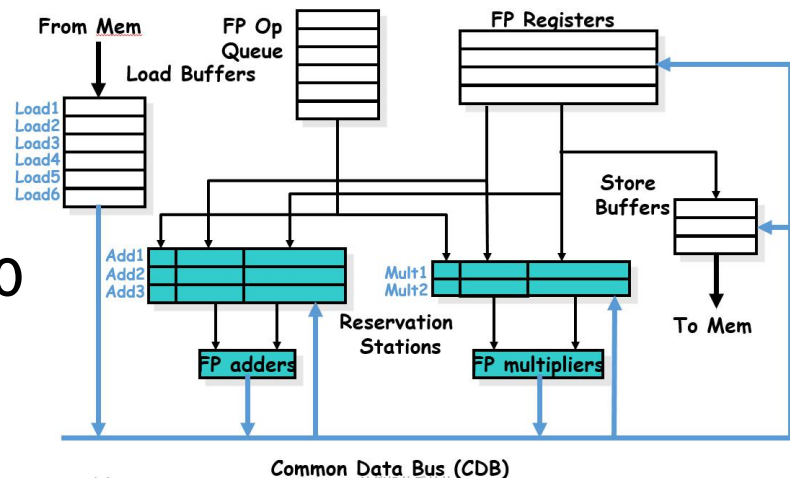 From Mem
FP Op
Queue
FP Registers
Load Buffers
Load1
Load2
Load3
Load4
Load5
Load6
Store
Buffers
Add1
Add2
Add3
Mult1
Mult2
Reservation
Stations
To Mem
FP adders
FP multipliers
Common Data Bus (CDB)